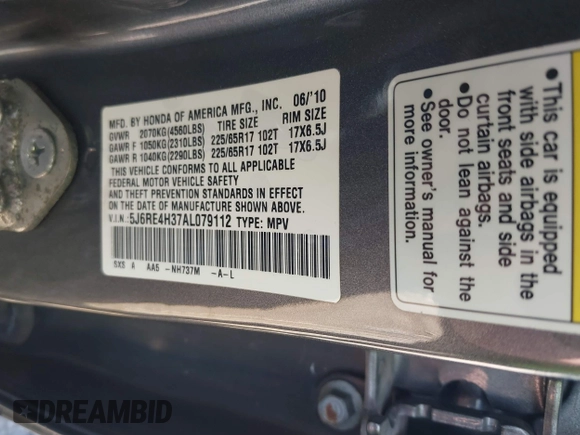 MFD. BY HONDA OF AMERICA MFG., INC. 06/'10
GVWR 2070KG(4560LBS) TIRE SIZE RIM SIZE
GAWR F 1050KG(2310LBS) 225/65R17 102T 17X6.5J
GAWR R 1040KG(2290LBS) 225/65R17 102T 17X6.5J
THIS VEHICLE CONFORMS TO ALL APPLICABLE
FEDERAL MOTOR VEHICLE SAFETY
AND THEFT PREVENTION STANDARDS IN EFFECT
ON THE DATE OF MANUFACTURE SHOWN ABOVE.
V.I.N.: 5J6RE4H37AL079112 TYPE: MPV
SXS A AA5 -NH737M -A-L
• This car is equipped
with side airbags in the
front seats and side
curtain airbags.
• Do not lean against the
door.
• See owner's manual for
more information.
DREAMBID